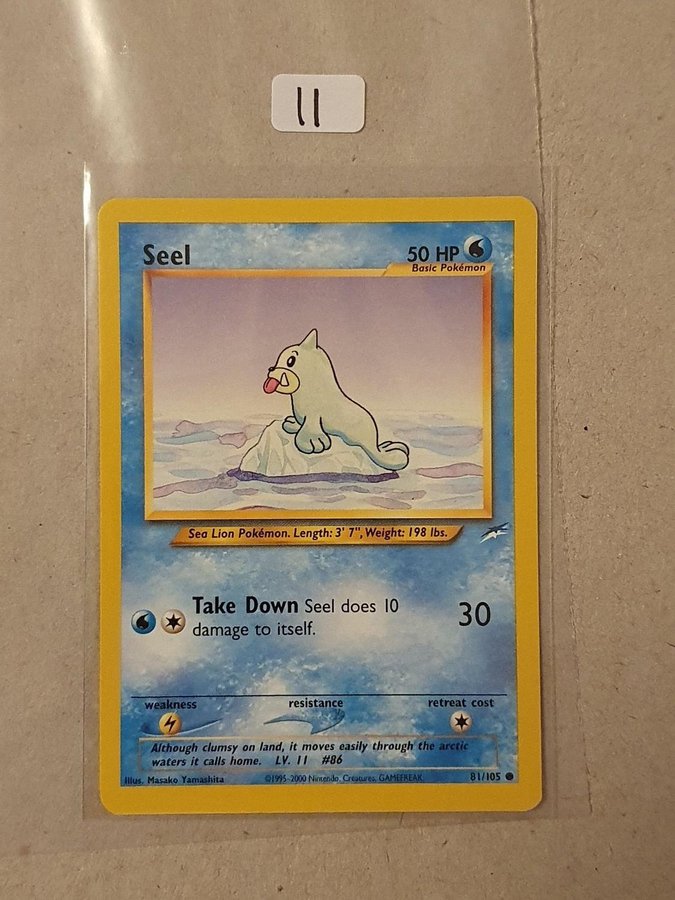 11
Seel
50 HP
Basic Pokémon
Sea Lion Pokémon. Length: 3' 7", Weight: 198 lbs.
Take Down Seel does 10
damage to itself.
30
weakness
resistance
retreat cost
Although clumsy on land, it moves easily through the arctic
waters it calls home. LV. 11 #86
Illus. Masako Yamashita
©1995-2000 Nintendo, Creatures, GAMEFREAK.
81/105